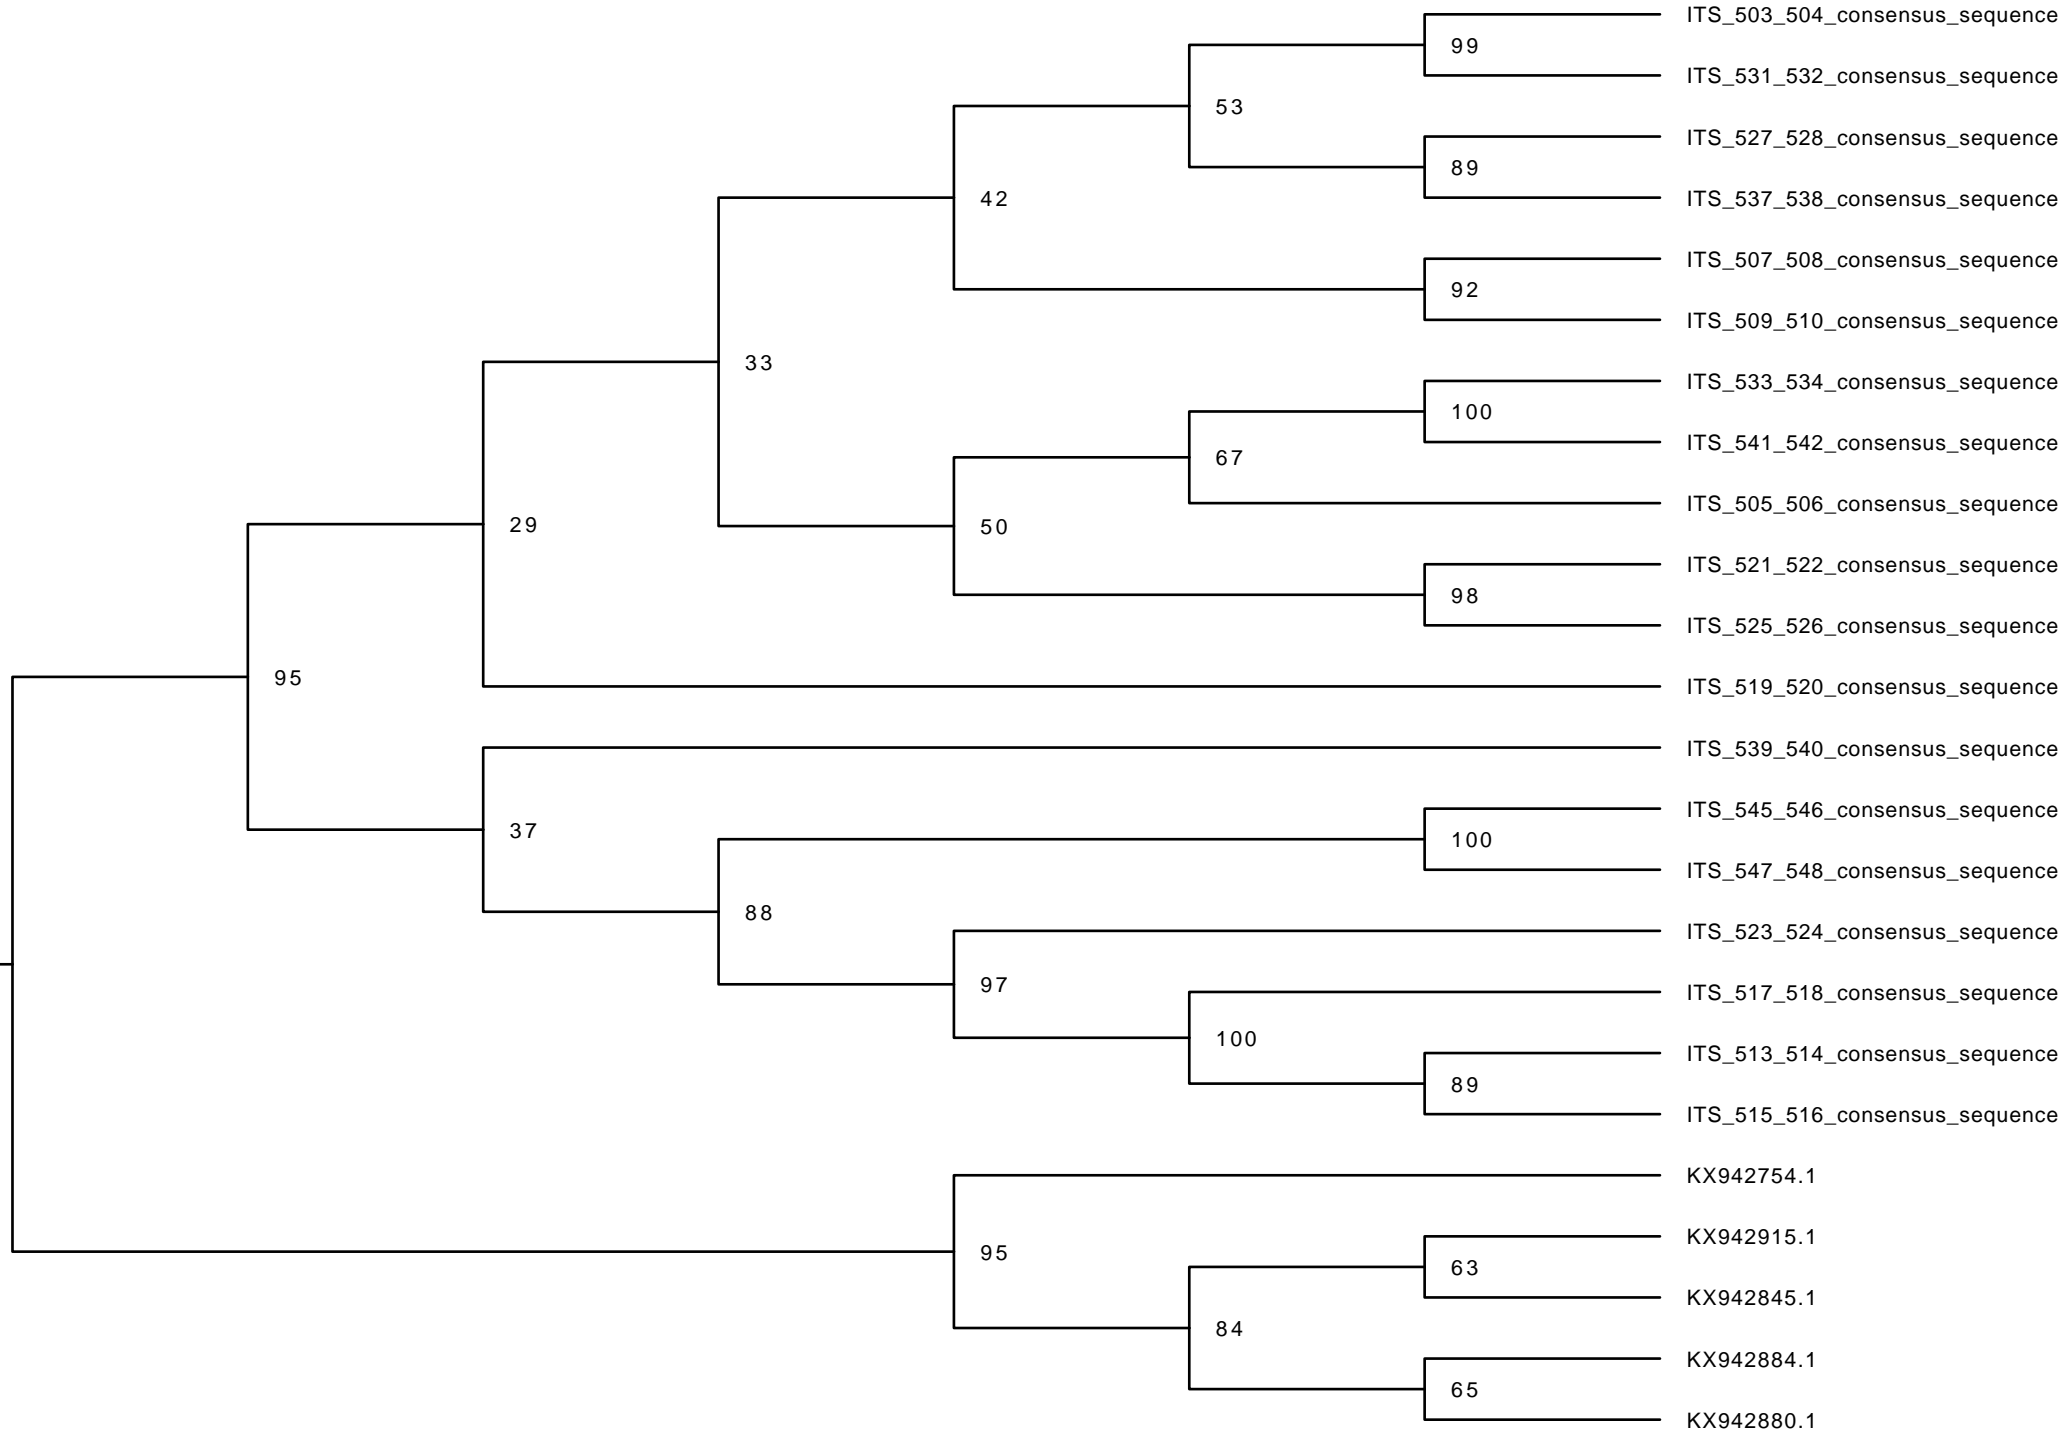 ITS_503_504_consensus_sequence
99
ITS_531_532_consensus_sequence
53
ITS_527_528_consensus_sequence
89
ITS_537_538_consensus_sequence
42
ITS_507_508_consensus_sequence
92
ITS_509_510_consensus_sequence
33
ITS_533_534_consensus_sequence
100
ITS_541_542_consensus_sequence
67
ITS_505_506_consensus_sequence
29
50
ITS_521_522_consensus_sequence
98
ITS_525_526_consensus_sequence
95
ITS_519_520_consensus_sequence
ITS_539_540_consensus_sequence
ITS_545_546_consensus_sequence
37
100
ITS_547_548_consensus_sequence
88
ITS_523_524_consensus_sequence
97
ITS_517_518_consensus_sequence
100
ITS_513_514_consensus_sequence
89
ITS_515_516_consensus_sequence
KX942754.1
KX942915.1
95
63
KX942845.1
84
KX942884.1
65
KX942880.1